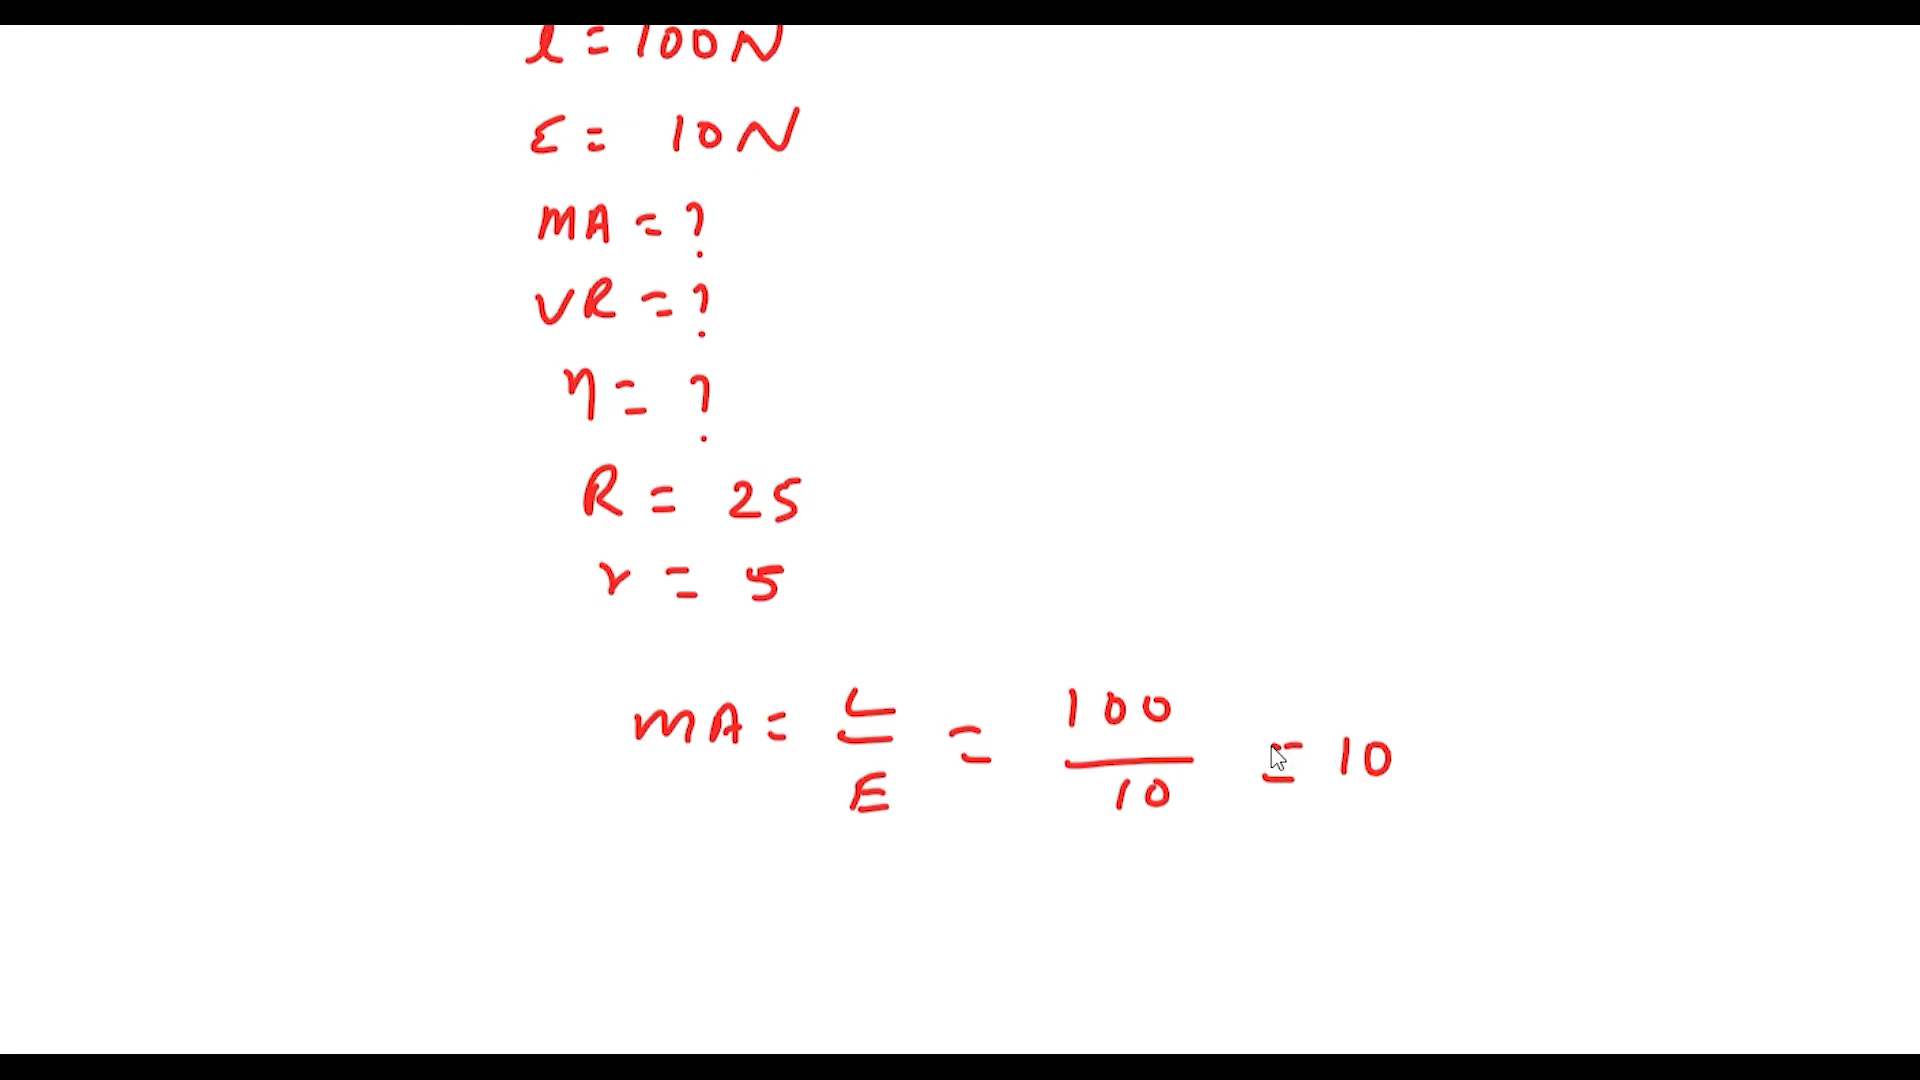 l = 100N
E = 10N
MA = ?
VR = ?
η = ?
R = 25
r = 5
MA = L/E = 100/10 = 10